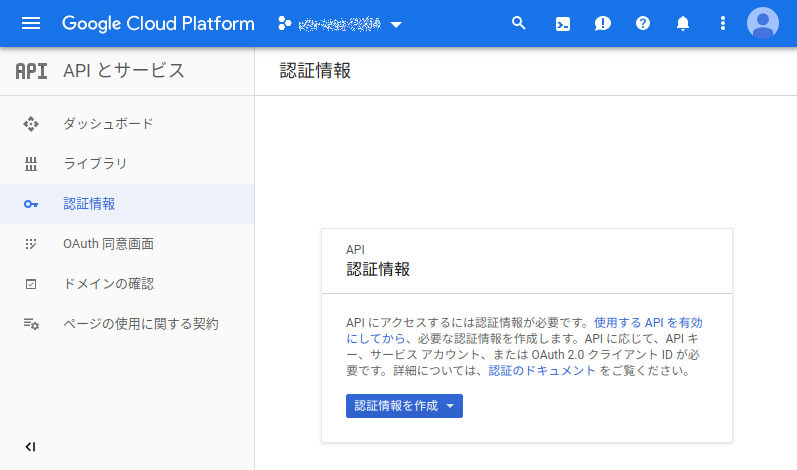 Google Cloud Platform
API API とサービス
認証情報
ダッシュボード
ライブラリ
認証情報
OAuth 同意画面
ドメインの確認
ページの使用に関する契約
API
認証情報
API にアクセスするには認証情報が必要です。使用する API を有効
にしてから、必要な認証情報を作成します。API に応じて、API キ
ー、サービス アカウント、または OAuth 2.0 クライアント ID が必
要です。詳細については、認証のドキュメント をご覧ください。
認証情報を作成